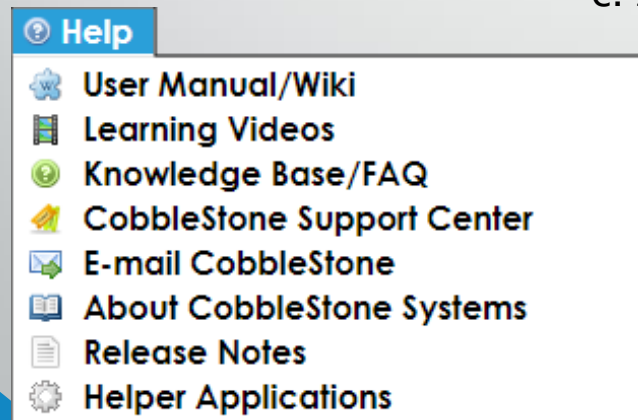 Help
User Manual/Wiki
Learning Videos
Knowledge Base/FAQ
CobbleStone Support Center
E-mail CobbleStone
About CobbleStone Systems
Release Notes
Helper Applications